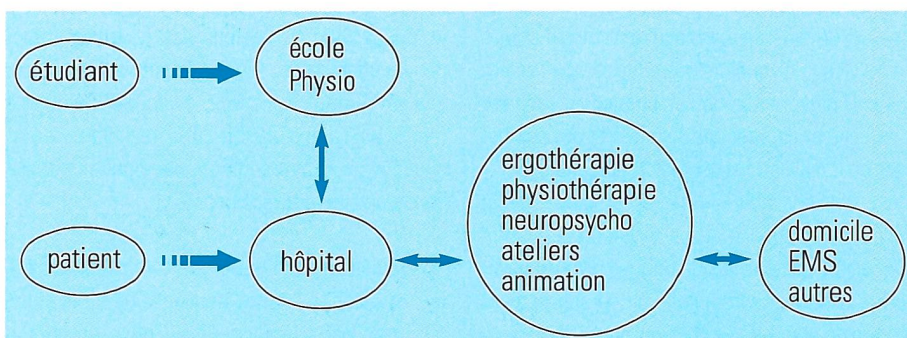 étudiant
école
Physio
patient
hôpital
ergothérapie
physiothérapie
neuropsycho
ateliers
animation
domicile
EMS
autres